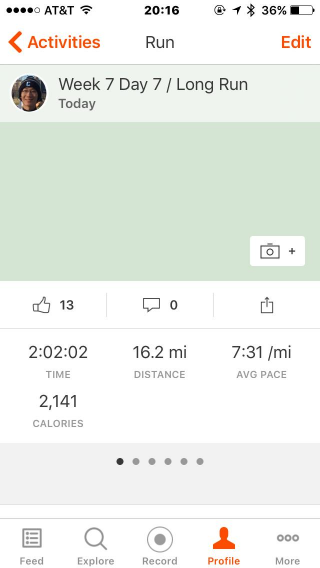 AT&T 20:16 36%
Activities Run Edit
Week 7 Day 7 / Long Run
Today
+
13 0
2:02:02 16.2 mi 7:31 /mi
TIME DISTANCE AVG PACE
2,141
CALORIES
Feed Explore Record Profile More